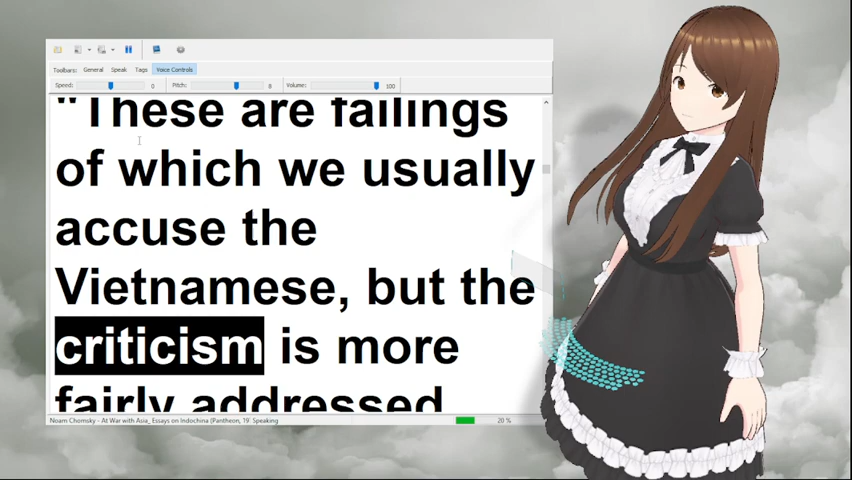 Toolbars: General Speak Tags Voice Controls
Speed: 0 Pitch: 8 Volume: 100
"These are failings
of which we usually
accuse the
Vietnamese, but the
criticism is more
fairly addressed
Noam Chomsky - At War with Asia_ Essays on Indochina (Pantheon, 19' Speaking 20 %